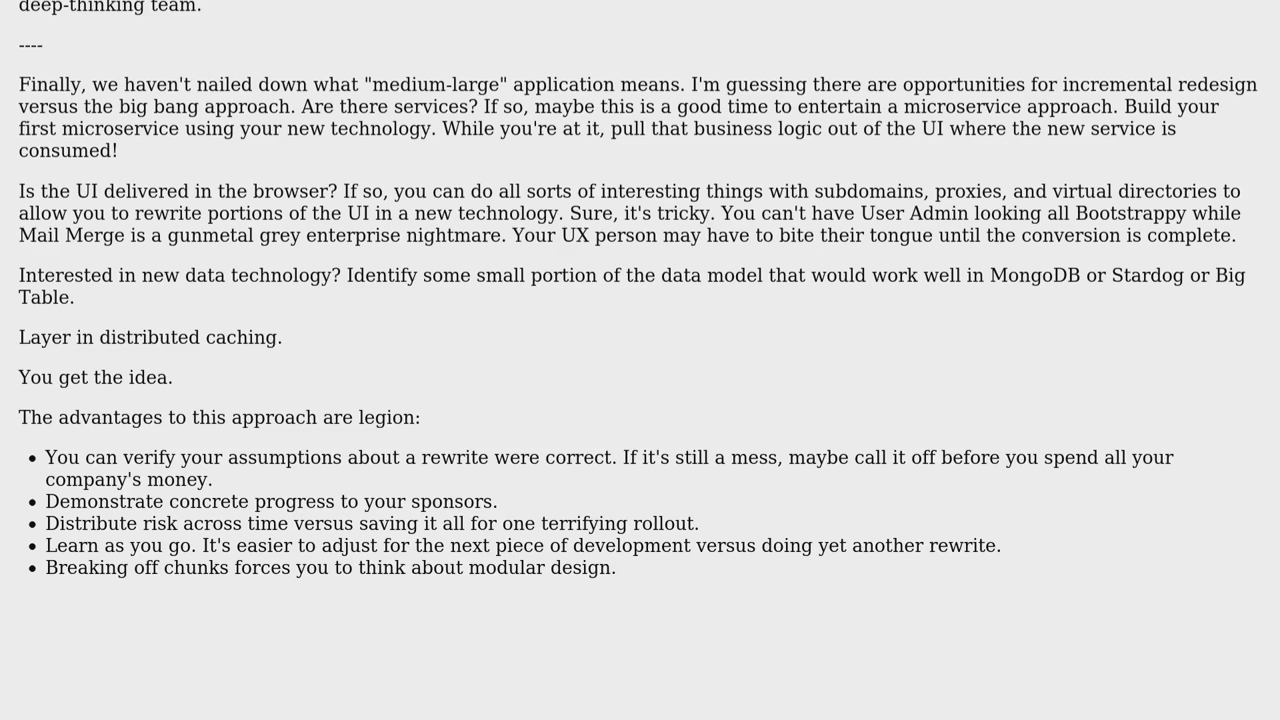 deep-thinking team.
----
Finally, we haven't nailed down what "medium-large" application means. I'm guessing there are opportunities for incremental redesign
versus the big bang approach. Are there services? If so, maybe this is a good time to entertain a microservice approach. Build your
first microservice using your new technology. While you're at it, pull that business logic out of the UI where the new service is
consumed!
Is the UI delivered in the browser? If so, you can do all sorts of interesting things with subdomains, proxies, and virtual directories to
allow you to rewrite portions of the UI in a new technology. Sure, it's tricky. You can't have User Admin looking all Bootstrappy while
Mail Merge is a gunmetal grey enterprise nightmare. Your UX person may have to bite their tongue until the conversion is complete.
Interested in new data technology? Identify some small portion of the data model that would work well in MongoDB or Stardog or Big
Table.
Layer in distributed caching.
You get the idea.
The advantages to this approach are legion:
• You can verify your assumptions about a rewrite were correct. If it's still a mess, maybe call it off before you spend all your
company's money.
• Demonstrate concrete progress to your sponsors.
• Distribute risk across time versus saving it all for one terrifying rollout.
• Learn as you go. It's easier to adjust for the next piece of development versus doing yet another rewrite.
• Breaking off chunks forces you to think about modular design.